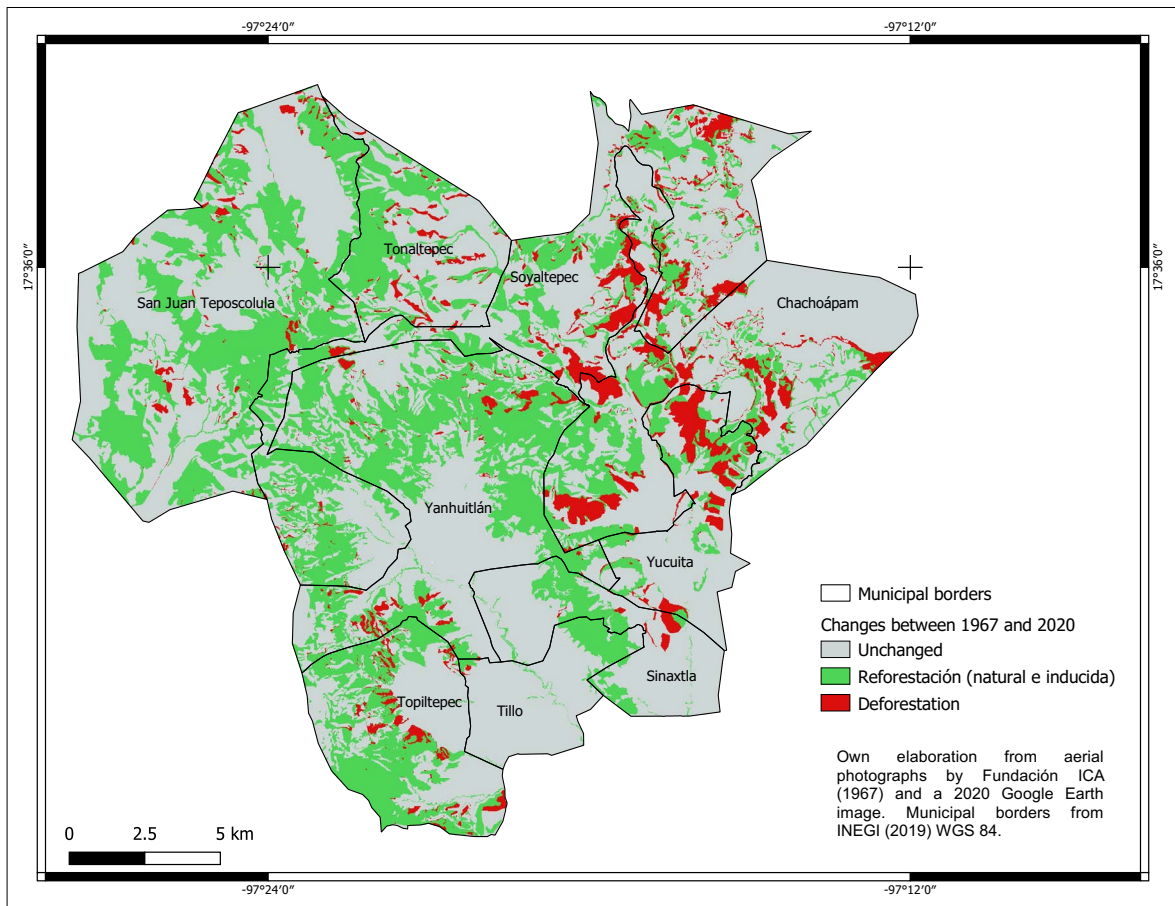 -97°24′0″
-97°12′0″
17°36′0″
17°36′0″
Tonaltepec
Soyaltepec
San Juan Teposcolula
Chachoápam
Yanhuitlán
Yucuita
Sinaxtla
Topiltepec
Tillo
Municipal borders
Changes between 1967 and 2020
Unchanged
Reforestación (natural e inducida)
Deforestation
Own elaboration from aerial
photographs by Fundación ICA
(1967) and a 2020 Google Earth
image. Municipal borders from
INEGI (2019) WGS 84.
0 2.5 5 km
-97°24′0″
-97°12′0″